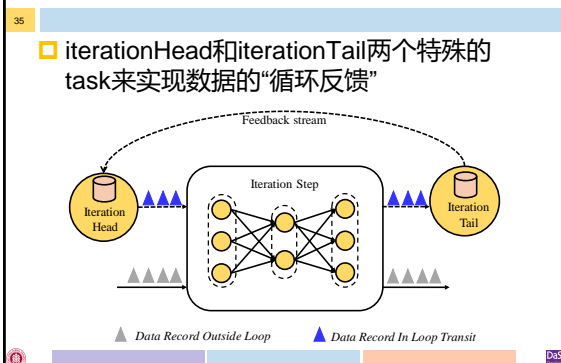 35
iterationHead和iterationTail两个特殊的
task来实现数据的“循环反馈”
Feedback stream
Iteration Step
Iteration
Head
Iteration
Tail
Data Record Outside Loop
Data Record In Loop Transit
DaS